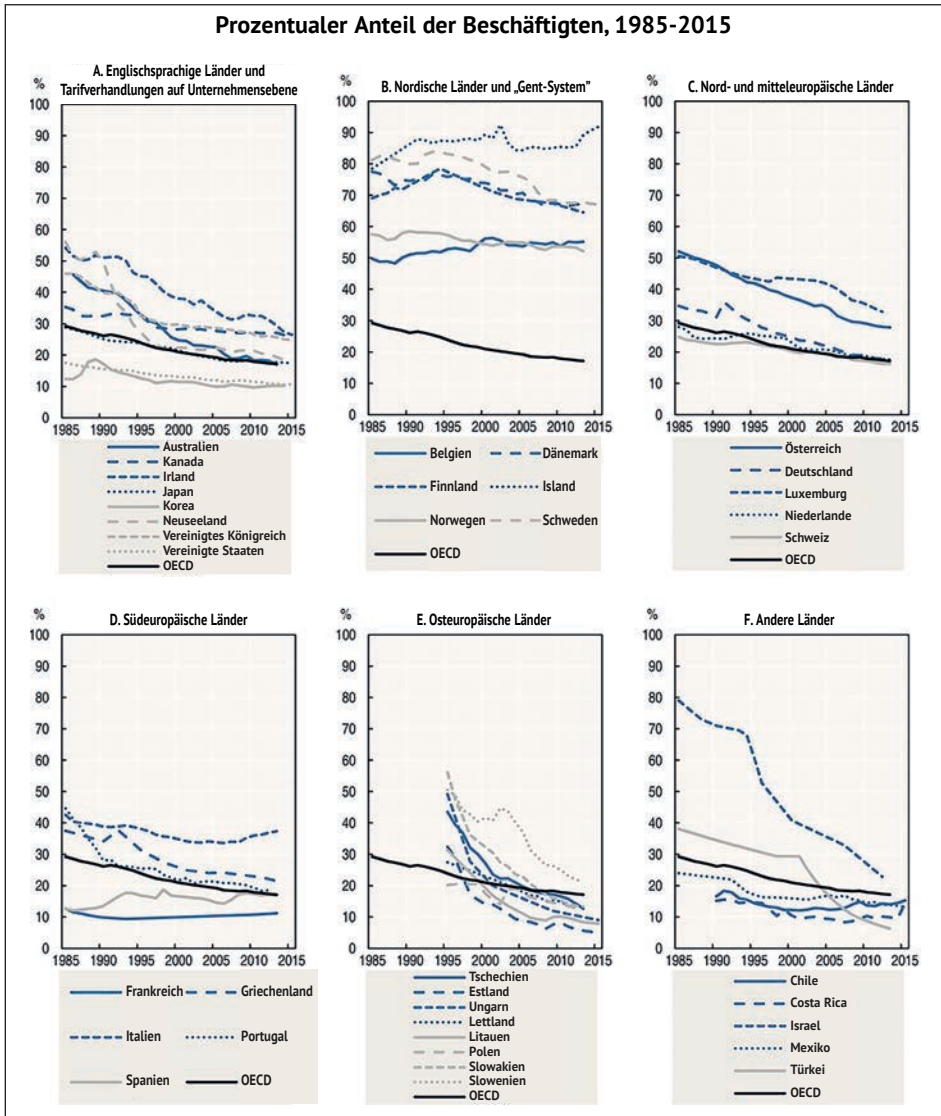 Prozentualer Anteil der Beschäftigten, 1985-2015
A. Englischsprachige Länder und
Tarifverhandlungen auf Unternehmensebene
%
100
90
80
70
60
50
40
30
20
10
0
1985 1990 1995 2000 2005 2010 2015
Australien
Kanada
Irland
Japan
Korea
Neuseeland
Vereinigtes Königreich
Vereinigte Staaten
OECD
B. Nordische Länder und „Gent-System"
%
100
90
80
70
60
50
40
30
20
10
0
1985 1990 1995 2000 2005 2010 2015
Belgien Dänemark
Finnland Island
Norwegen Schweden
OECD
C. Nord- und mitteleuropäische Länder
%
100
90
80
70
60
50
40
30
20
10
0
1985 1990 1995 2000 2005 2010 2015
Österreich
Deutschland
Luxemburg
Niederlande
Schweiz
OECD
D. Südeuropäische Länder
%
100
90
80
70
60
50
40
30
20
10
0
1985 1990 1995 2000 2005 2010 2015
Frankreich Griechenland
Italien Portugal
Spanien OECD
E. Osteuropäische Länder
%
100
90
80
70
60
50
40
30
20
10
0
1985 1990 1995 2000 2005 2010 2015
Tschechien
Estland
Ungarn
Lettland
Litauen
Polen
Slowakien
Slowenien
OECD
F. Andere Länder
%
100
90
80
70
60
50
40
30
20
10
0
1985 1990 1995 2000 2005 2010 2015
Chile
Costa Rica
Israel
Mexiko
Türkei
OECD